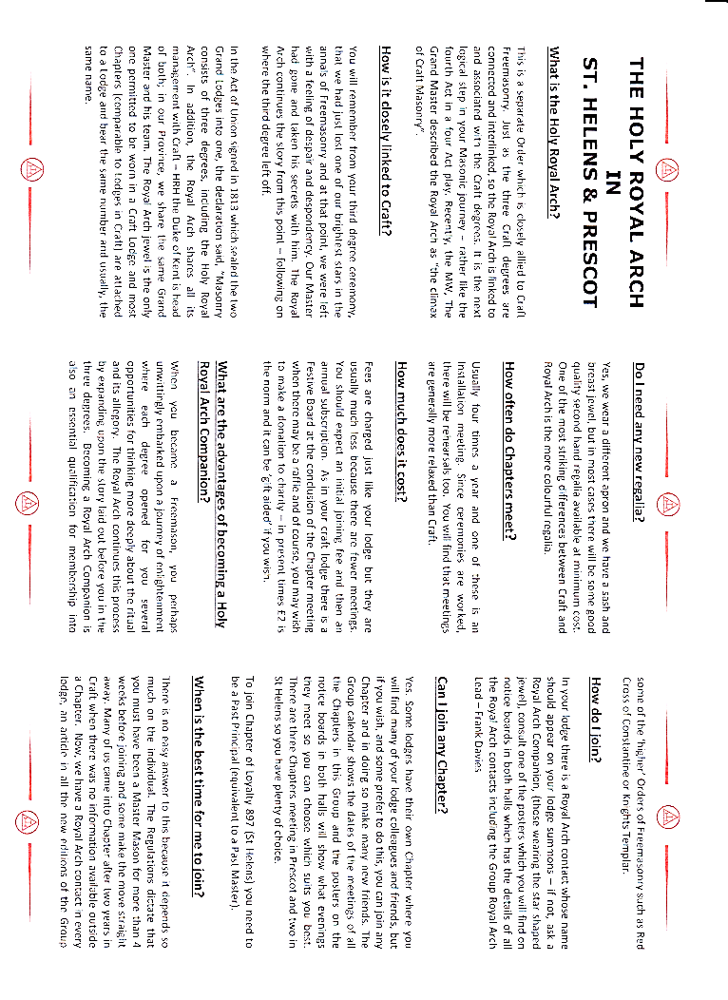 THE HOLY ROYAL ARCH
IN
ST. HELENS & PRESCOT
What is the Holy Royal Arch?
This is a separate Order which is closely allied to Craft
Freemasonry. Just as the three Craft degrees are
connected and interlinked, so the Royal Arch is linked to
and associated with the Craft degrees. It is the next
logical step in your Masonic journey – rather like the
fourth Act in a four Act play. Recently, the MW, The
Grand Master described the Royal Arch as "the climax
of Craft Masonry".
How is it closely linked to Craft?
You will remember from your third degree ceremony,
that we had just lost one of our brightest stars in the
annals of Freemasonry and at that point, we were left
with a feeling of despair and despondency. Our Master
had gone and taken his secrets with him. The Royal
Arch continues the story from this point – following on
where the third degree left off.
In the Act of Union signed in 1813 which sealed the two
Grand Lodges into one, the declaration said, "Masonry
consists of three degrees, including the Holy Royal
Arch". In addition, the Royal Arch shares all its
management with Craft – HRH the Duke of Kent is head
of both; in our Province, we share the same Grand
Master and his team. The Royal Arch jewel is the only
one permitted to be worn in a Craft Lodge and most
Chapters (comparable to Lodges in Craft) are attached
to a lodge and bear the same number and usually, the
same name.
Do I need any new regalia?
Yes, we wear a different apron and we have a sash and
breast jewel, but in most cases there will be some good
quality second hand regalia available at minimum cost.
One of the most striking differences between Craft and
Royal Arch is the more colourful regalia.
How often do Chapters meet?
Usually four times a year and one of these is an
Installation meeting. Since ceremonies are worked,
there will be rehearsals too. You will find that meetings
are generally more relaxed than Craft.
How much does it cost?
Fees are charged just like your lodge but they are
usually much less because there are fewer meetings.
You should expect an initial joining fee and then an
annual subscription. As in your craft lodge there is a
Festive Board at the conclusion of the Chapter meeting
when there may be a raffle and of course, you may wish
to make a donation to charity – in present times £2 is
the norm and it can be 'gift aided' if you wish.
What are the advantages of becoming a Holy
Royal Arch Companion?
When you became a Freemason, you perhaps
unwittingly embarked upon a journey of enlightenment
where each degree opened for you several
opportunities for thinking more deeply about the ritual
and its allegory. The Royal Arch continues this process
by expanding upon the story laid out before you in the
three degrees. Becoming a Royal Arch Companion is
also an essential qualification for membership into
some of the 'higher' Orders of Freemasonry such as Red
Cross of Constantine or Knights Templar.
How do I join?
In your lodge there is a Royal Arch contact whose name
should appear on your lodge summons – if not, ask a
Royal Arch Companion, (those wearing the star shaped
jewel), consult one of the posters which you will find on
notice boards in both halls which has the details of all
the Royal Arch contacts including the Group Royal Arch
Lead – Frank Davies
Can I join any Chapter?
Yes. Some lodges have their own Chapter where you
will find many of your lodge colleagues and friends, but
if you wish, and some prefer to do this, you can join any
Chapter and in doing so make many new friends. The
Group calendar shows the dates of the meetings of all
the Chapters in this Group and the posters on the
notice boards in both halls will show what evenings
they meet so you can choose which suits you best.
There are three Chapters meeting in Prescot and two in
St Helens so you have plenty of choice.
To join Chapter of Loyalty 897 (St Helens) you need to
be a Past Principal (equivalent to a Past Master).
When is the best time for me to join?
There is no easy answer to this because it depends so
much on the individual. The Regulations dictate that
you must have been a Master Mason for more than 4
weeks before joining and some make the move straight
away. Many of us came into Chapter after two years in
Craft when there was no information available outside
a Chapter. Now, we have a Royal Arch contact in every
lodge, an article in all the new editions of the Group